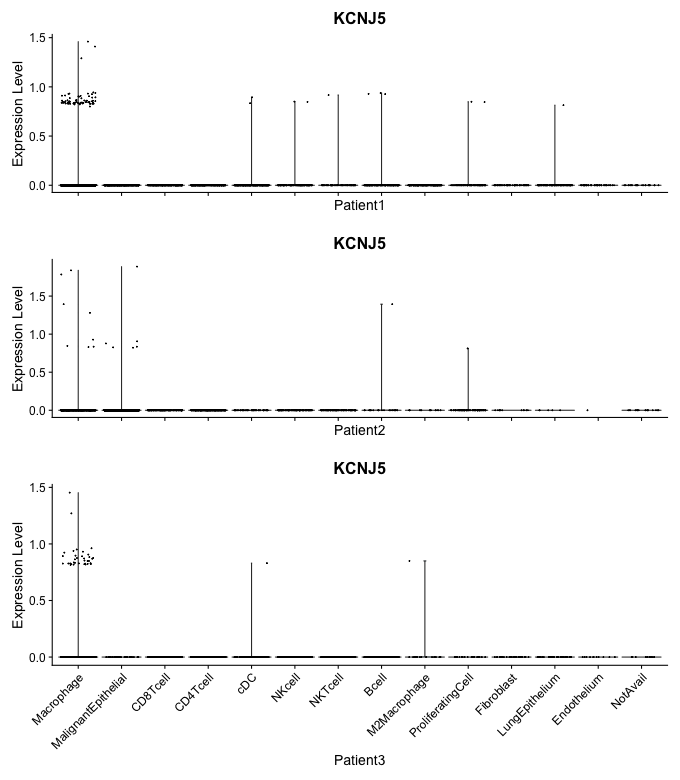 KCNJ5
Expression Level
1.5
1.0
0.5
0.0
Patient1
KCNJ5
Expression Level
1.5
1.0
0.5
0.0
Patient2
KCNJ5
Expression Level
1.5
1.0
0.5
0.0
Macrophage
MalignantEpithelial
CD8Tcell
CD4Tcell
cDC
NKcell
NKTcell
Bcell
M2Macrophage
ProliferatingCell
Fibroblast
LungEpithelium
Endothelium
NotAvail
Patient3